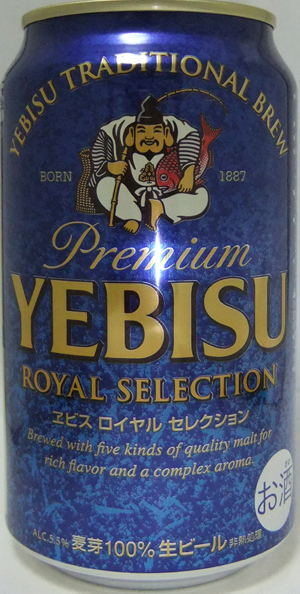 YEBISU TRADITIONAL BREW
BORN 1887
Premium
YEBISU
ROYAL SELECTION
ヱビス ロイヤル セレクション
Brewed with five kinds of quality malt for
rich flavor and a complex aroma.
お酒
ALC.5.5% 麦芽100% 生ビール 非熱処理